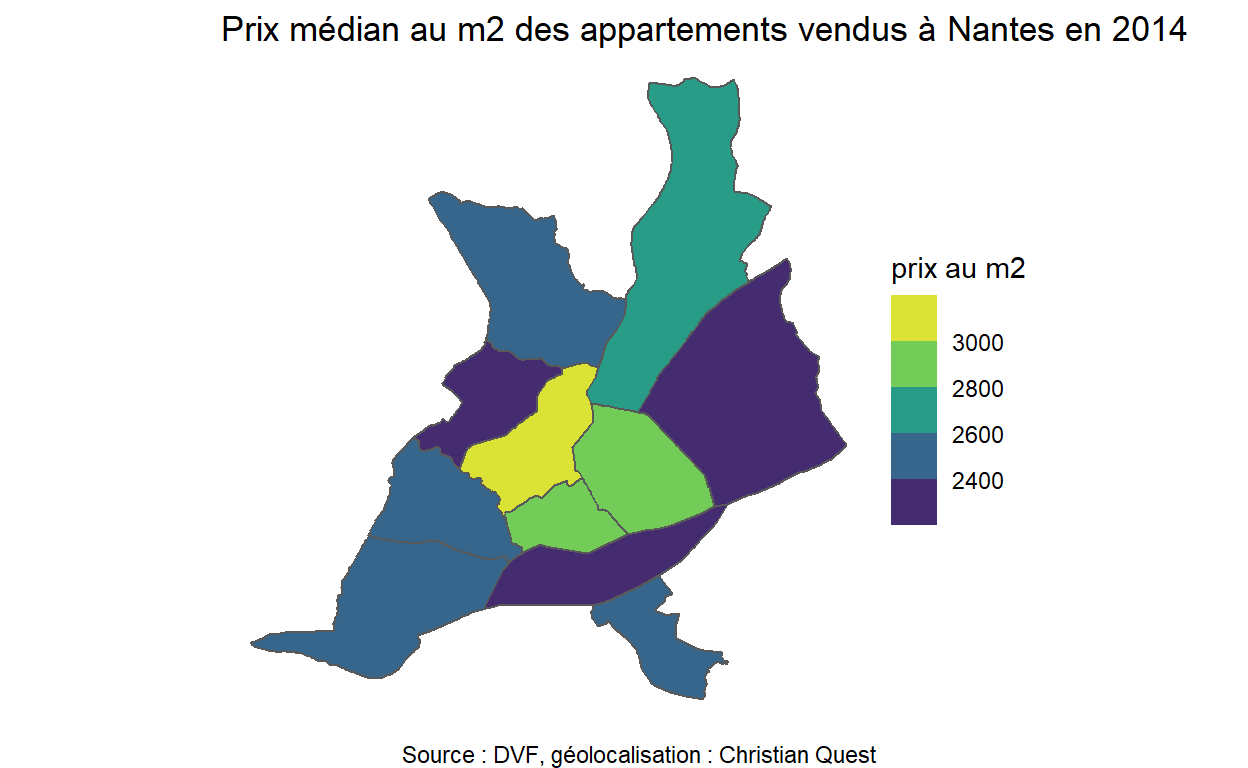 Prix médian au m2 des appartements vendus à Nantes en 2014
prix au m2
3000
2800
2600
2400
Source : DVF, géolocalisation : Christian Quest